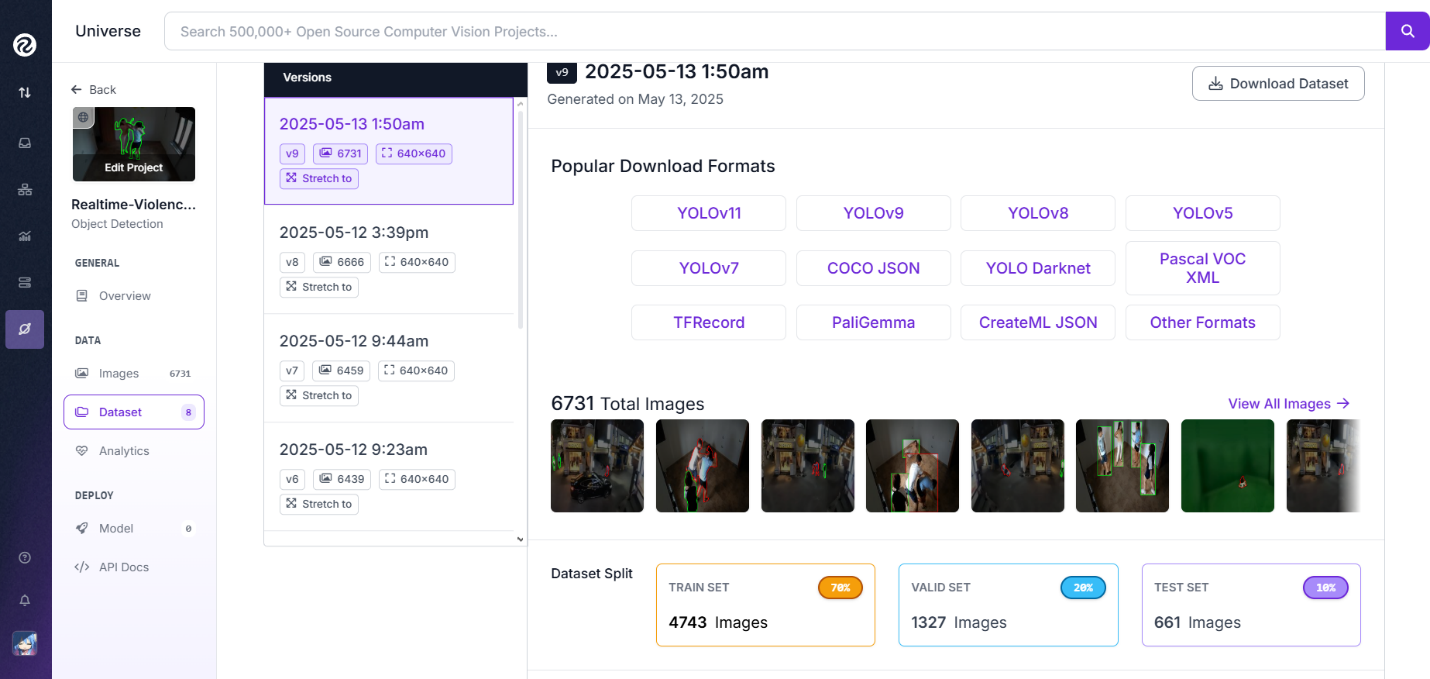 Universe
Search 500,000+ Open Source Computer Vision Projects...
Back
Edit Project
Realtime-Violenc...
Object Detection
GENERAL
Overview
DATA
Images 6731
Dataset 8
Analytics
DEPLOY
Model 0
API Docs
Versions
2025-05-13 1:50am
v9 6731 640×640
Stretch to
2025-05-12 3:39pm
v8 6666 640×640
Stretch to
2025-05-12 9:44am
v7 6459 640×640
Stretch to
2025-05-12 9:23am
v6 6439 640×640
Stretch to
v9 2025-05-13 1:50am
Generated on May 13, 2025
Download Dataset
Popular Download Formats
YOLOv11 YOLOv9 YOLOv8 YOLOv5
YOLOv7 COCO JSON YOLO Darknet Pascal VOC
XML
TFRecord PaliGemma CreateML JSON Other Formats
6731 Total Images
View All Images
Dataset Split
TRAIN SET 70%
4743 Images
VALID SET 20%
1327 Images
TEST SET 10%
661 Images